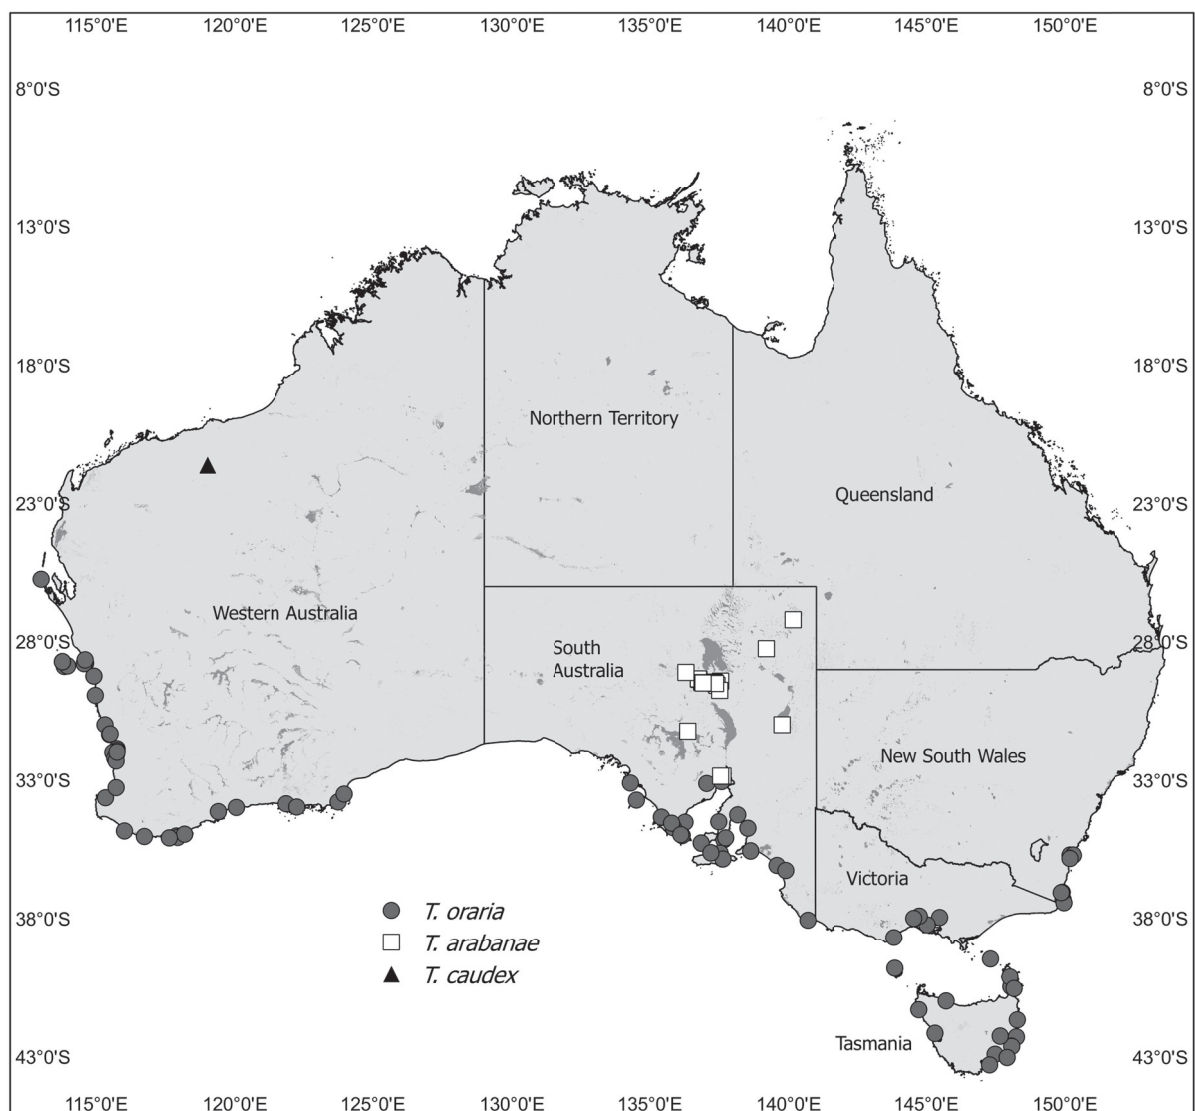 115°0'E 120°0'E 125°0'E 130°0'E 135°0'E 140°0'E 145°0'E 150°0'E
8°0'S 8°0'S
13°0'S 13°0'S
18°0'S 18°0'S
Northern Territory
Queensland
23°0'S 23°0'S
Western Australia
28°0'S 28°0'S
South
Australia
New South Wales
33°0'S 33°0'S
Victoria
T. oraria
38°0'S 38°0'S
T. arabanae
T. caudex
Tasmania
43°0'S 43°0'S
115°0'E 120°0'E 125°0'E 130°0'E 135°0'E 140°0'E 145°0'E 150°0'E